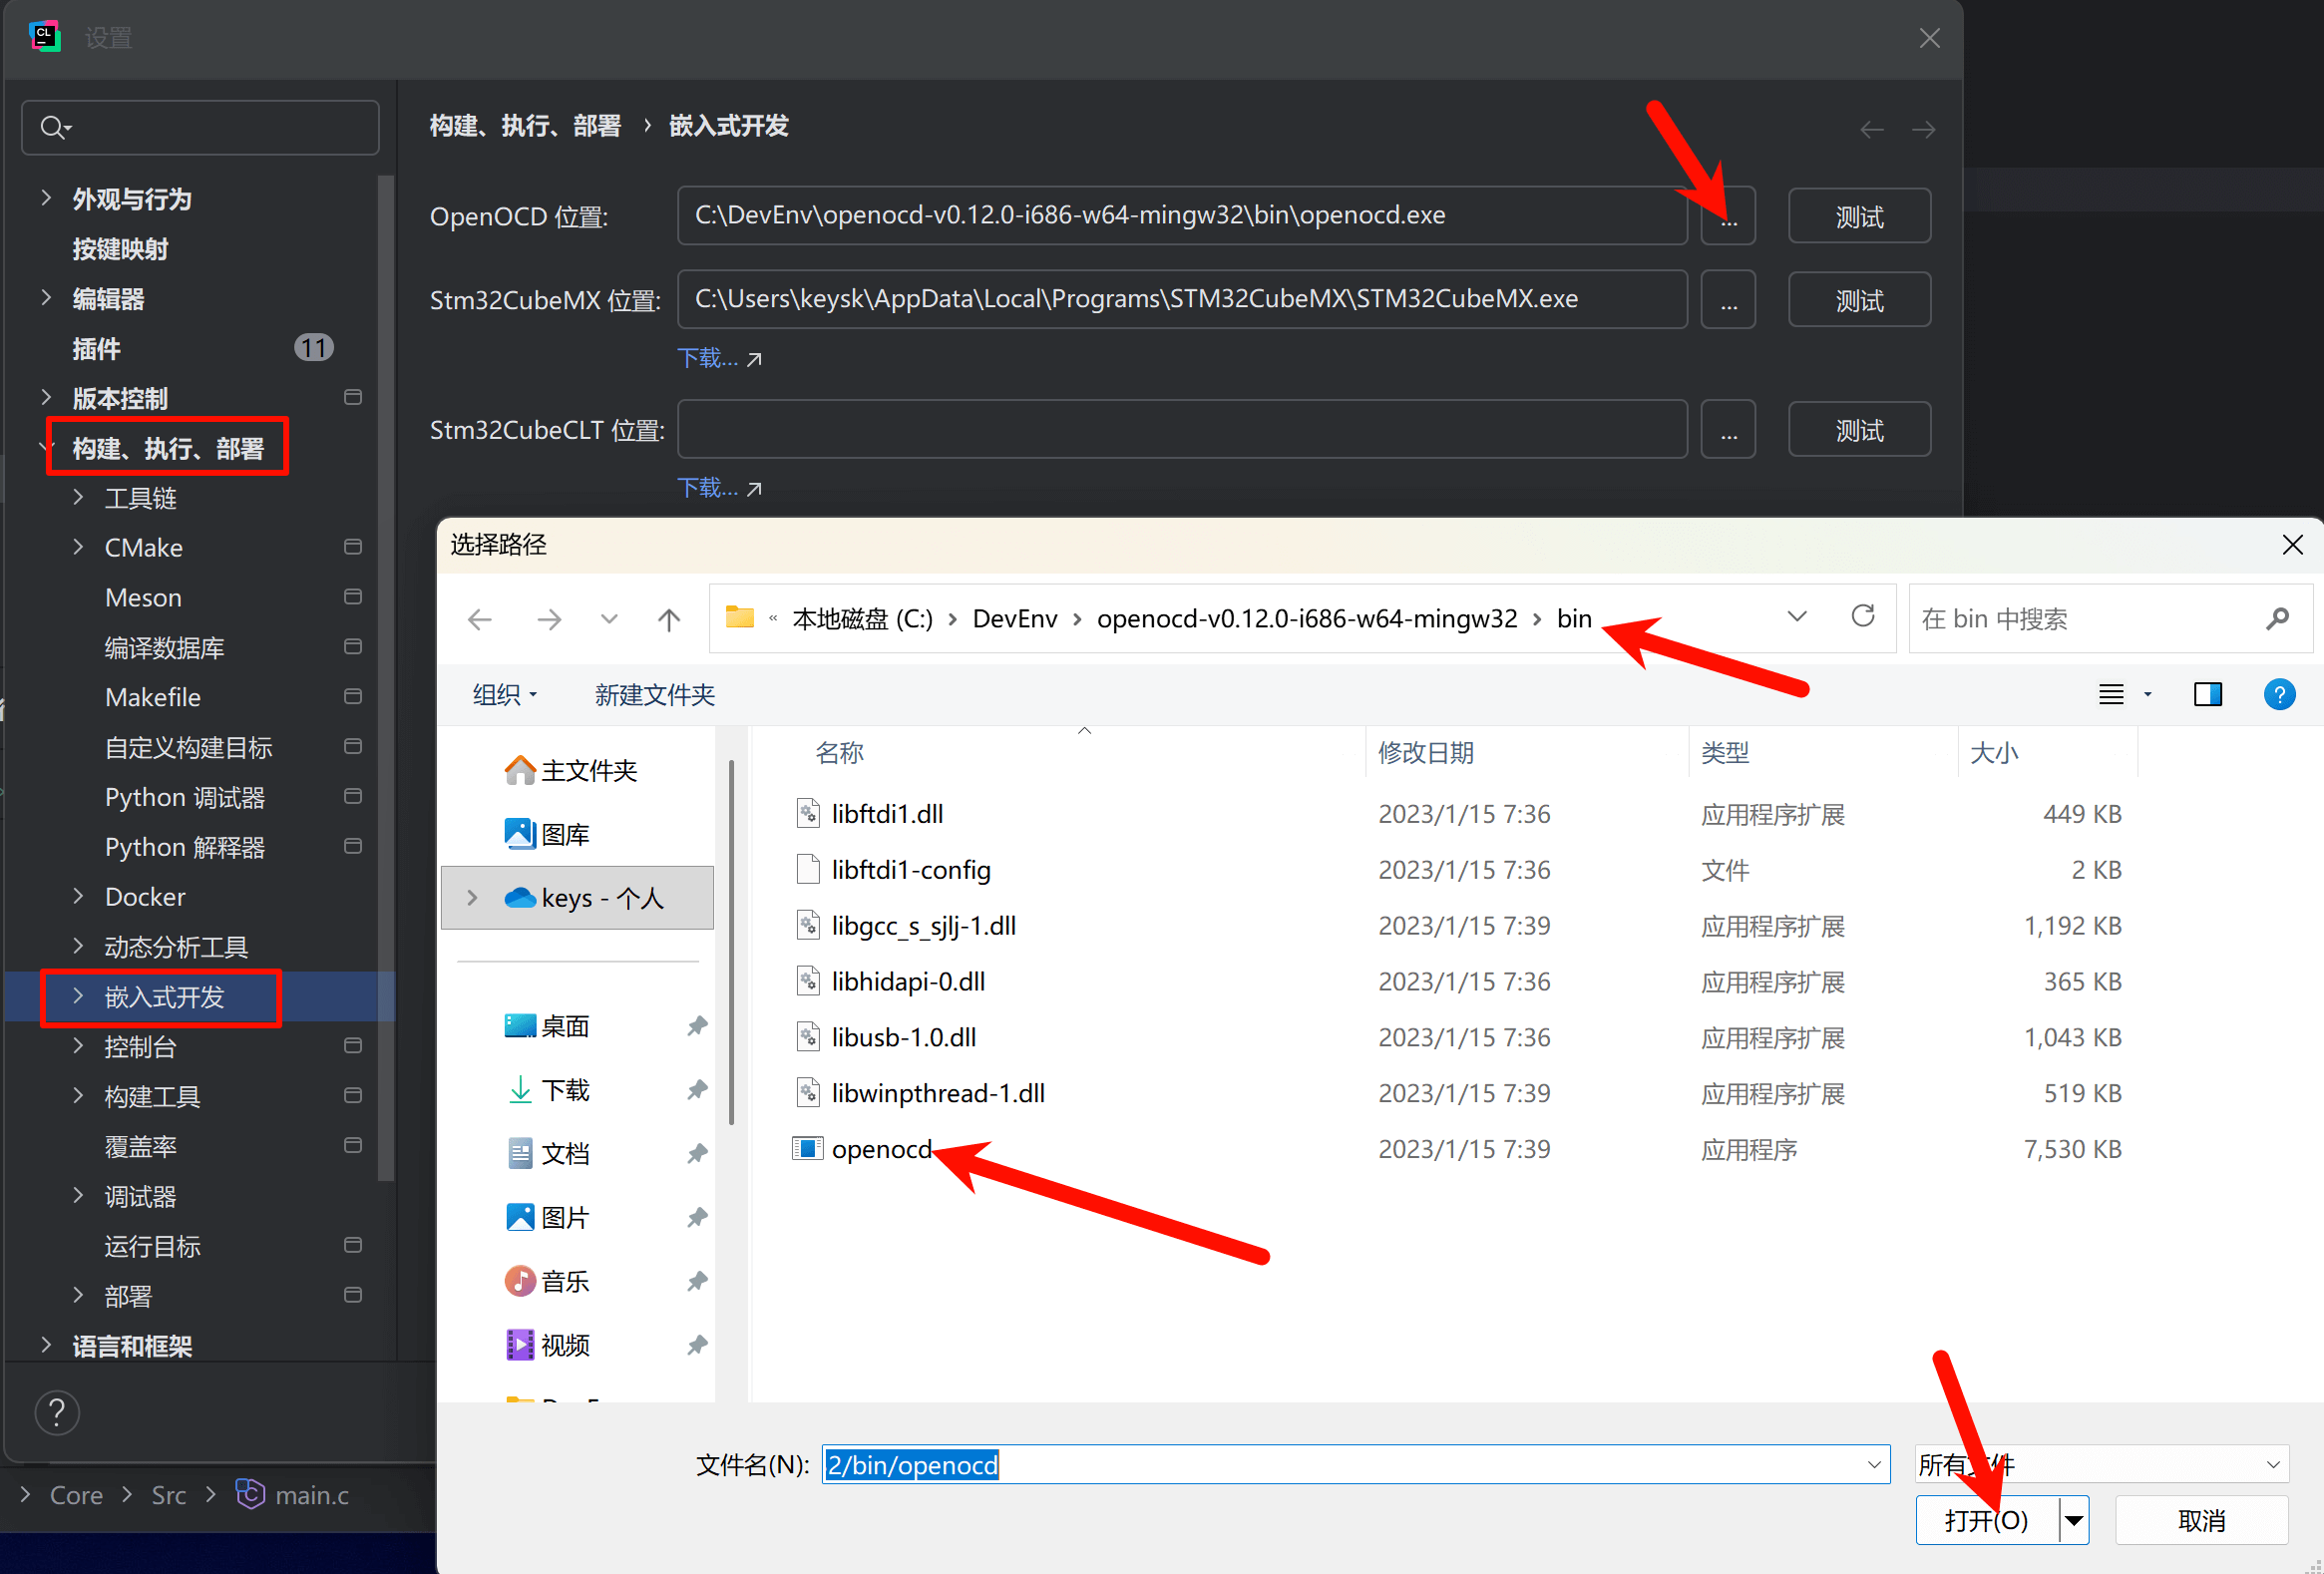 CL
设置
构建、执行、部署 › 嵌入式开发
外观与行为
按键映射
编辑器
插件 11
版本控制
构建、执行、部署
工具链
CMake
Meson
编译数据库
Makefile
自定义构建目标
Python 调试器
Python 解释器
Docker
动态分析工具
嵌入式开发
控制台
构建工具
覆盖率
调试器
运行目标
部署
语言和框架
?
OpenOCD 位置: C:\DevEnv\openocd-v0.12.0-i686-w64-mingw32\bin\openocd.exe ... 测试
Stm32CubeMX 位置: C:\Users\keysk\AppData\Local\Programs\STM32CubeMX\STM32CubeMX.exe ... 测试
下载...
Stm32CubeCLT 位置: ... 测试
下载...
选择路径
« 本地磁盘 (C:) › DevEnv › openocd-v0.12.0-i686-w64-mingw32 › bin
在 bin 中搜索
组织 新建文件夹 ?
主文件夹
图库
keys - 个人
桌面
下载
文档
图片
音乐
视频
名称 修改日期 类型 大小
libftdi1.dll 2023/1/15 7:36 应用程序扩展 449 KB
libftdi1-config 2023/1/15 7:36 文件 2 KB
libgcc_s_sjlj-1.dll 2023/1/15 7:39 应用程序扩展 1,192 KB
libhidapi-0.dll 2023/1/15 7:36 应用程序扩展 365 KB
libusb-1.0.dll 2023/1/15 7:36 应用程序扩展 1,043 KB
libwinpthread-1.dll 2023/1/15 7:39 应用程序扩展 519 KB
openocd 2023/1/15 7:39 应用程序 7,530 KB
文件名(N): 2/bin/openocd 所有文件
打开(O) 取消
Core › Src › main.c